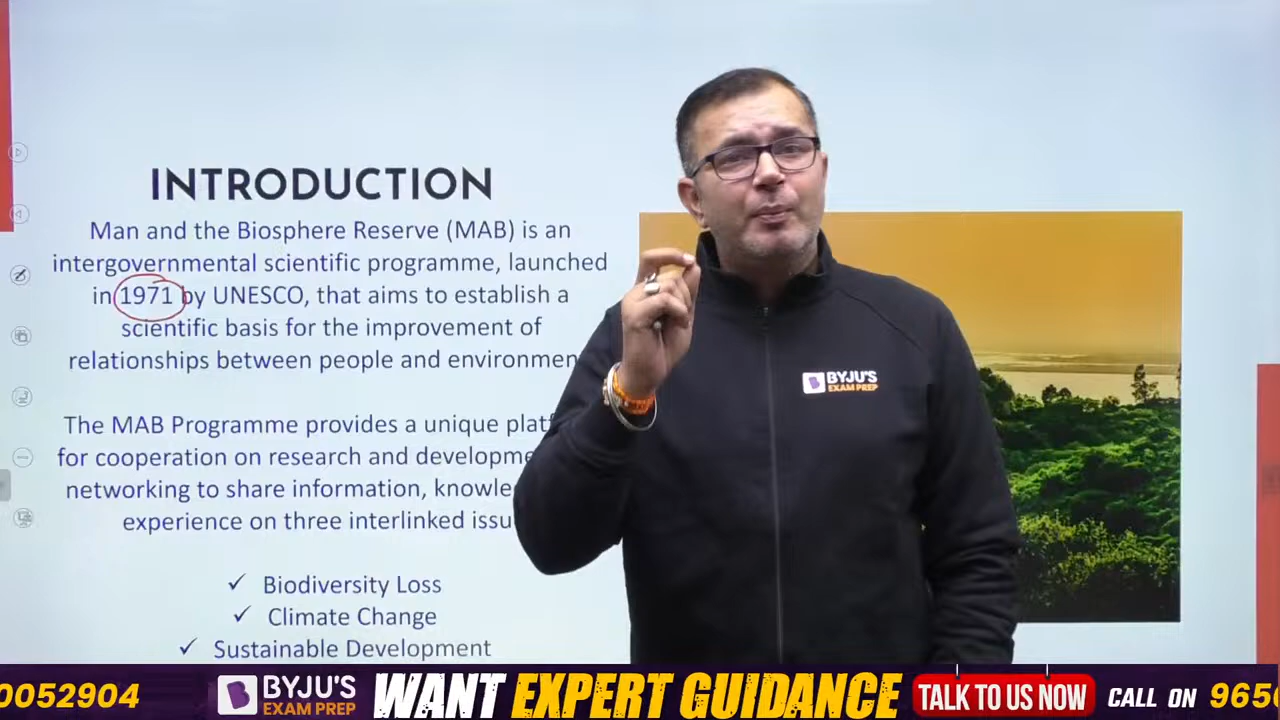 INTRODUCTION
Man and the Biosphere Reserve (MAB) is an
intergovernmental scientific programme, launched
in 1971 by UNESCO, that aims to establish a
scientific basis for the improvement of
relationships between people and environmen
The MAB Programme provides a unique plat
for cooperation on research and developme
networking to share information, knowle
experience on three interlinked issu
✓ Biodiversity Loss
✓ Climate Change
✓ Sustainable Development
BYJU'S
EXAM PREP
0052904
BYJU'S
EXAM PREP
WANT EXPERT GUIDANCE
TALK TO US NOW
CALL ON 965